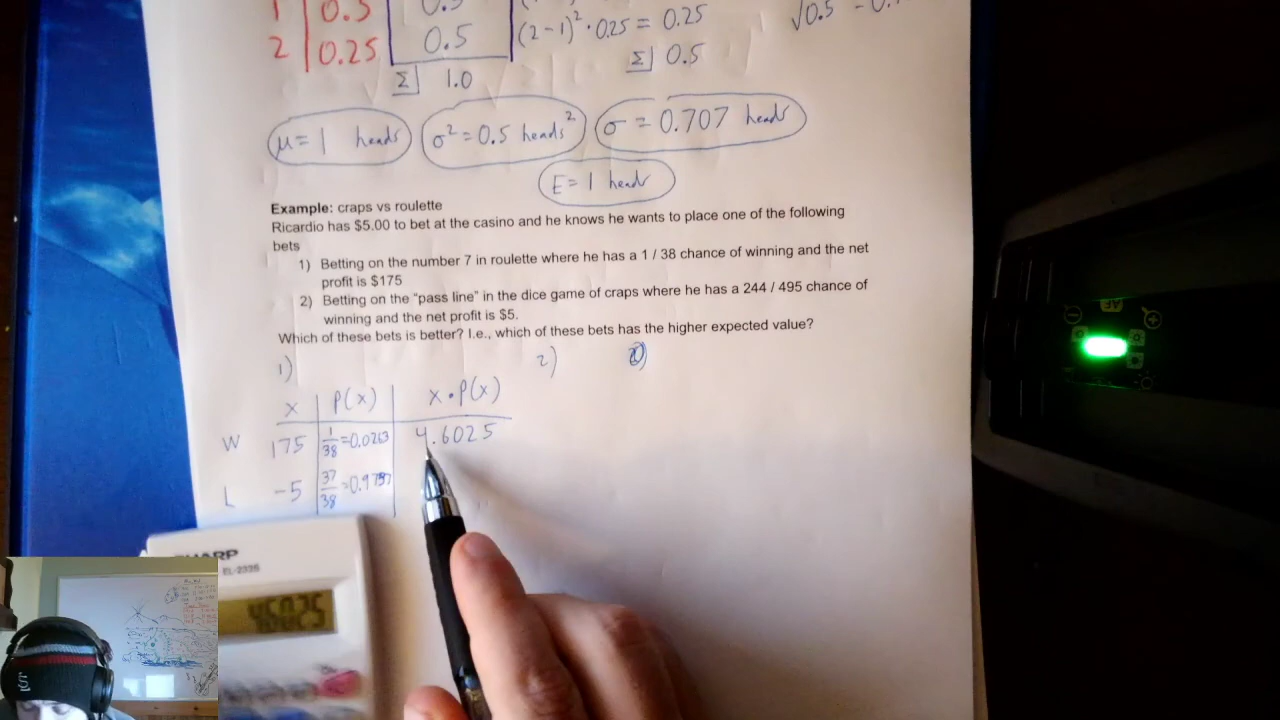 1 0.5
2 0.25 0.5 (2-1)²·0.25 = 0.25 √0.5
Σ 1.0 Σ 0.5
μ = 1 heads σ² = 0.5 heads² σ = 0.707 heads
E = 1 heads
Example: craps vs roulette
Ricardio has $5.00 to bet at the casino and he knows he wants to place one of the following
bets
1) Betting on the number 7 in roulette where he has a 1 / 38 chance of winning and the net
profit is $175
2) Betting on the “pass line” in the dice game of craps where he has a 244 / 495 chance of
winning and the net profit is $5.
Which of these bets is better? I.e., which of these bets has the higher expected value?
1) 2)
x P(x) x·P(x)
W 175 1/38 = 0.0263 4.6025
L -5 37/38
EL-233S
4.6025
AF